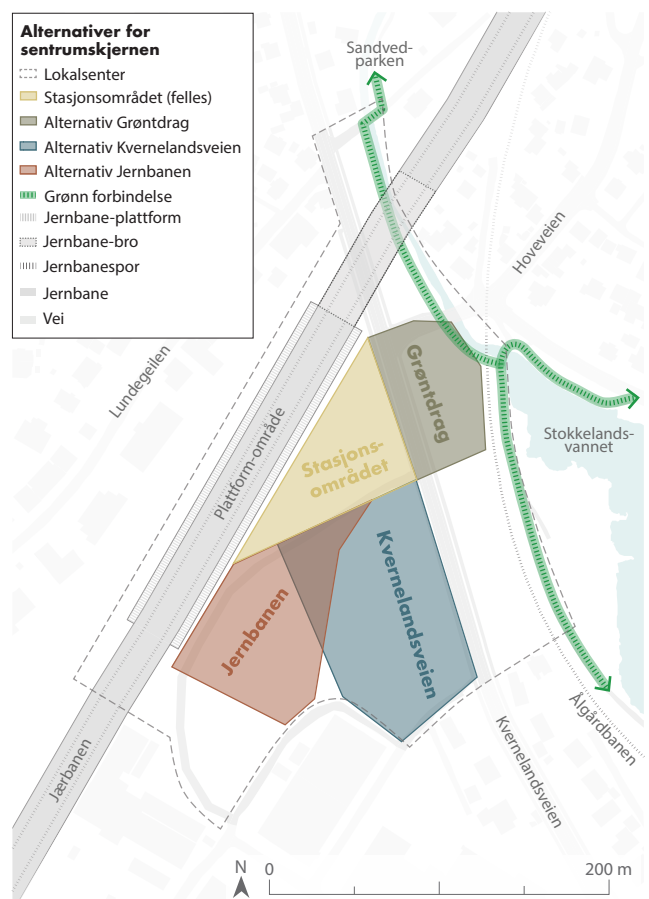 Alternativer for
sentrumskjernen
Lokalsenter
Stasjonsområdet (felles)
Alternativ Grøntdrag
Alternativ Kvernelandsveien
Alternativ Jernbanen
Grønn forbindelse
Jernbane-plattform
Jernbane-bro
Jernbanespor
Jernbane
Vei
Sandved-
parken
Hoveveien
Lundegeilen
Grøntdrag
Plattform-område
Stasjons-
området
Stokkelands-
vannet
Kvernelandsveien
Jernbanen
Ålgårdbanen
Kvernelandsveien
Jærbanen
N
0
200 m